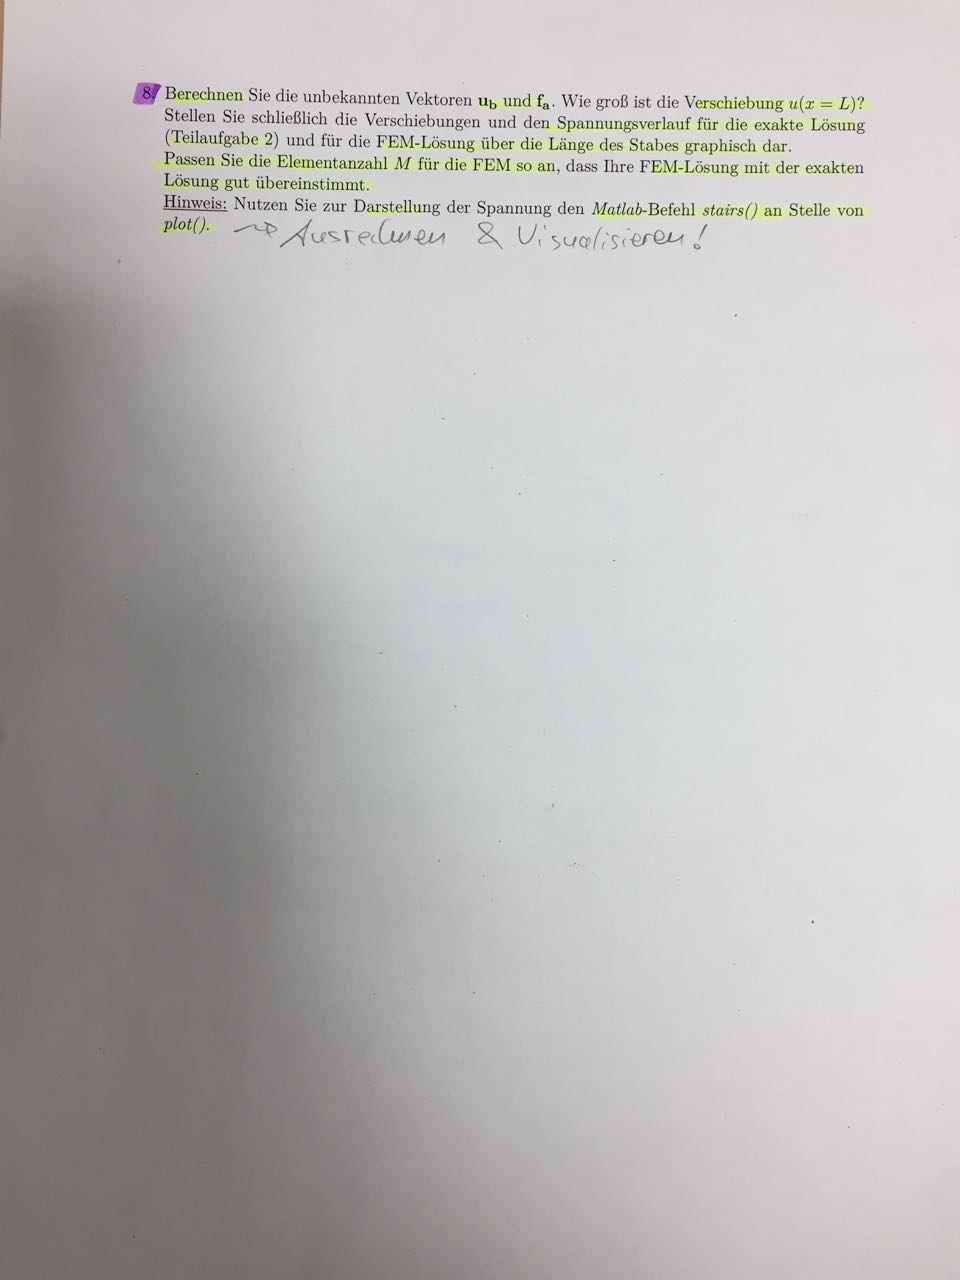 8. Berechnen Sie die unbekannten Vektoren u_b und f_a. Wie groß ist die Verschiebung u(x = L)?
Stellen Sie schließlich die Verschiebungen und den Spannungsverlauf für die exakte Lösung
(Teilaufgabe 2) und für die FEM-Lösung über die Länge des Stabes graphisch dar.
Passen Sie die Elementanzahl M für die FEM so an, dass Ihre FEM-Lösung mit der exakten
Lösung gut übereinstimmt.
Hinweis: Nutzen Sie zur Darstellung der Spannung den Matlab-Befehl stairs() an Stelle von
plot(). → Ausrechnen & Visualisieren!